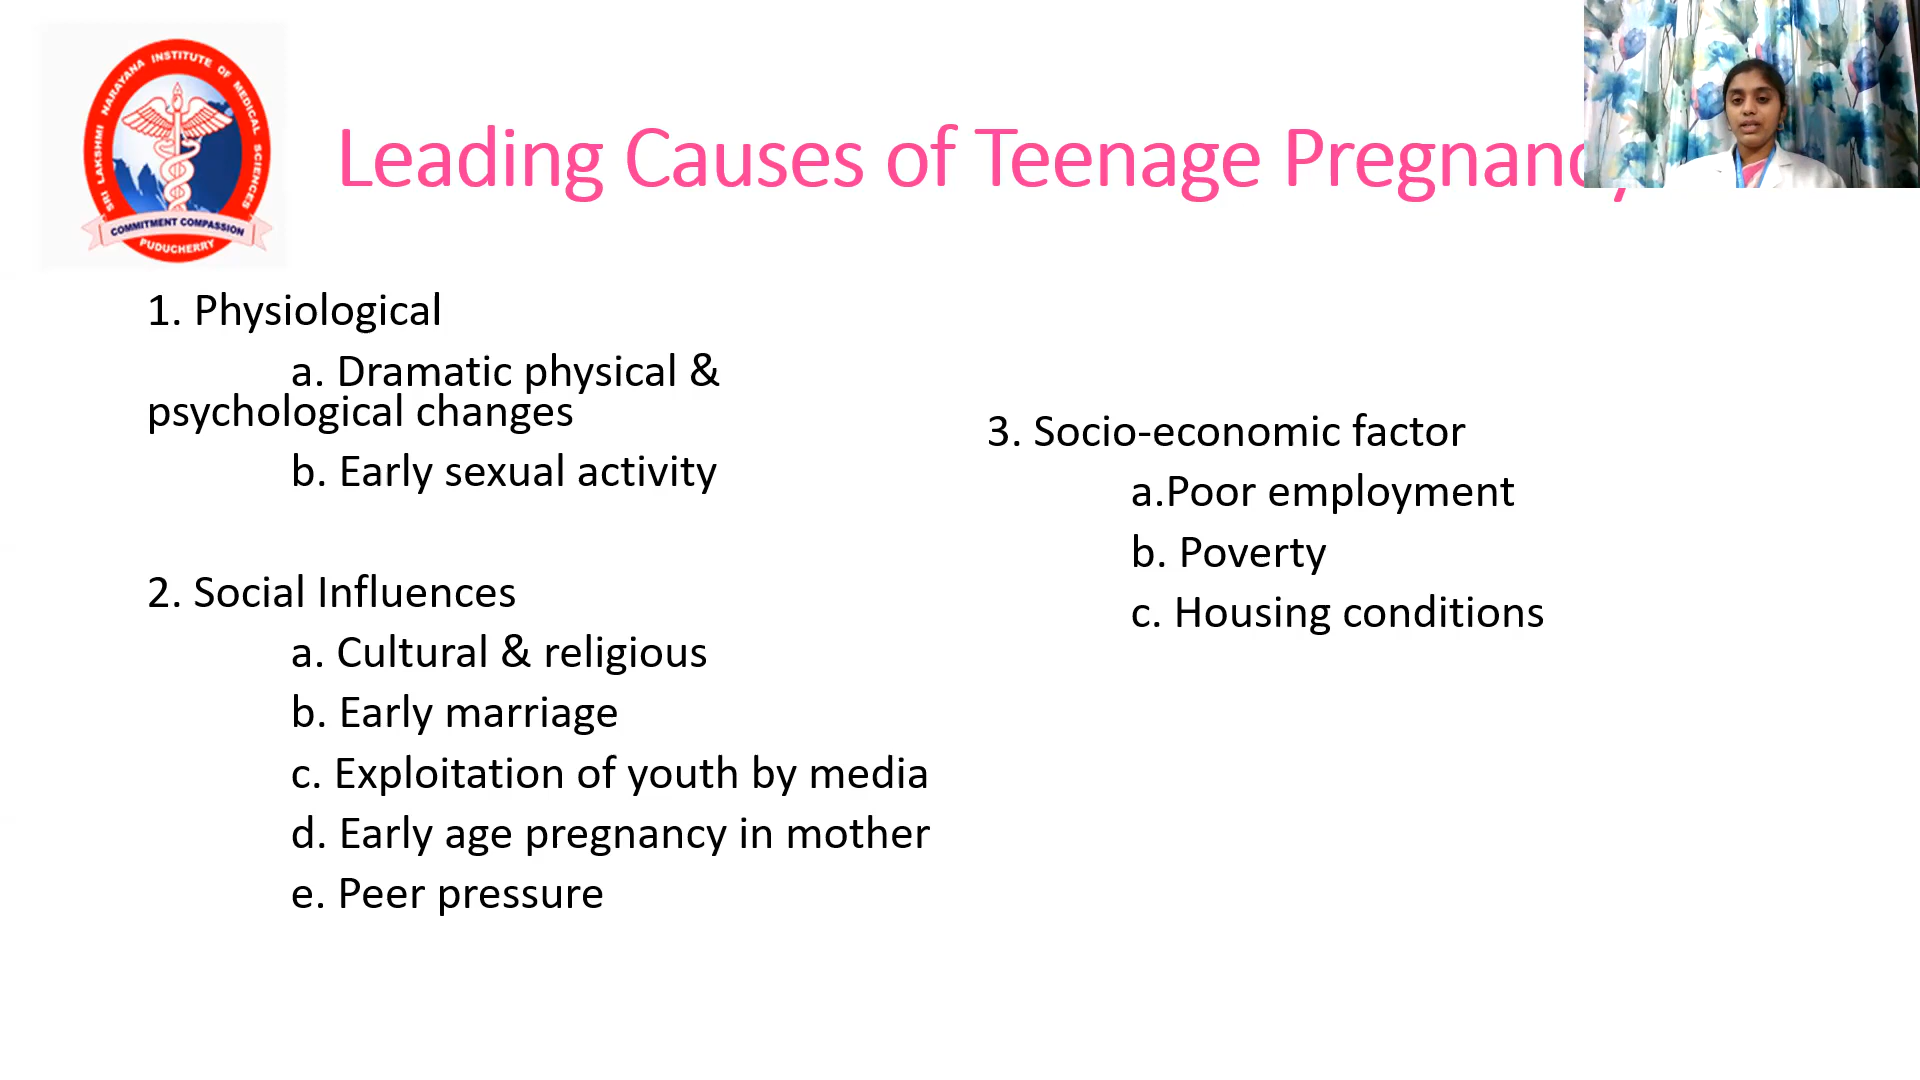 SRI LAKSHMI NARAYANA INSTITUTE OF MEDICAL SCIENCES
COMMITMENT COMPASSION
PUDUCHERRY
Leading Causes of Teenage Pregnancy
1. Physiological
a. Dramatic physical &
psychological changes
b. Early sexual activity
2. Social Influences
a. Cultural & religious
b. Early marriage
c. Exploitation of youth by media
d. Early age pregnancy in mother
e. Peer pressure
3. Socio-economic factor
a.Poor employment
b. Poverty
c. Housing conditions